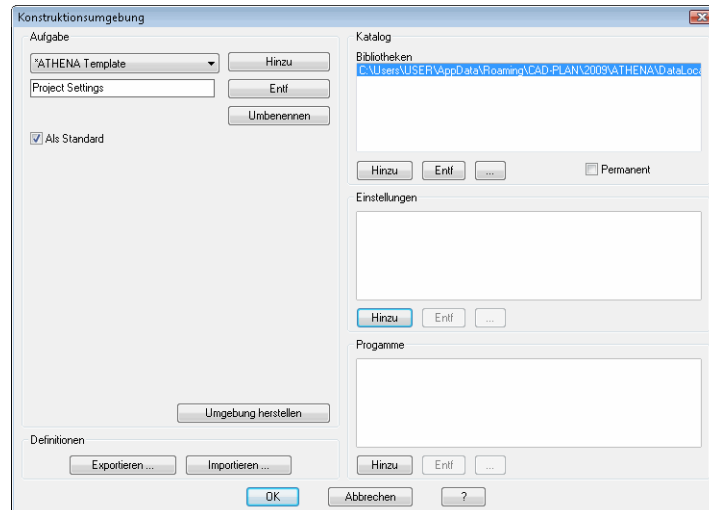 Konstruktionsumgebung
Aufgabe
*ATHENA Template
Hinzu
Project Settings
Entf
Umbenennen
Als Standard
Umgebung herstellen
Definitionen
Exportieren ...
Importieren ...
Katalog
Bibliotheken
C:\Users\USER\AppData\Roaming\CAD-PLAN\2009\ATHENA\DataLoca
Hinzu
Entf
...
Permanent
Einstellungen
Hinzu
Entf
...
Progamme
Hinzu
Entf
...
OK
Abbrechen
?